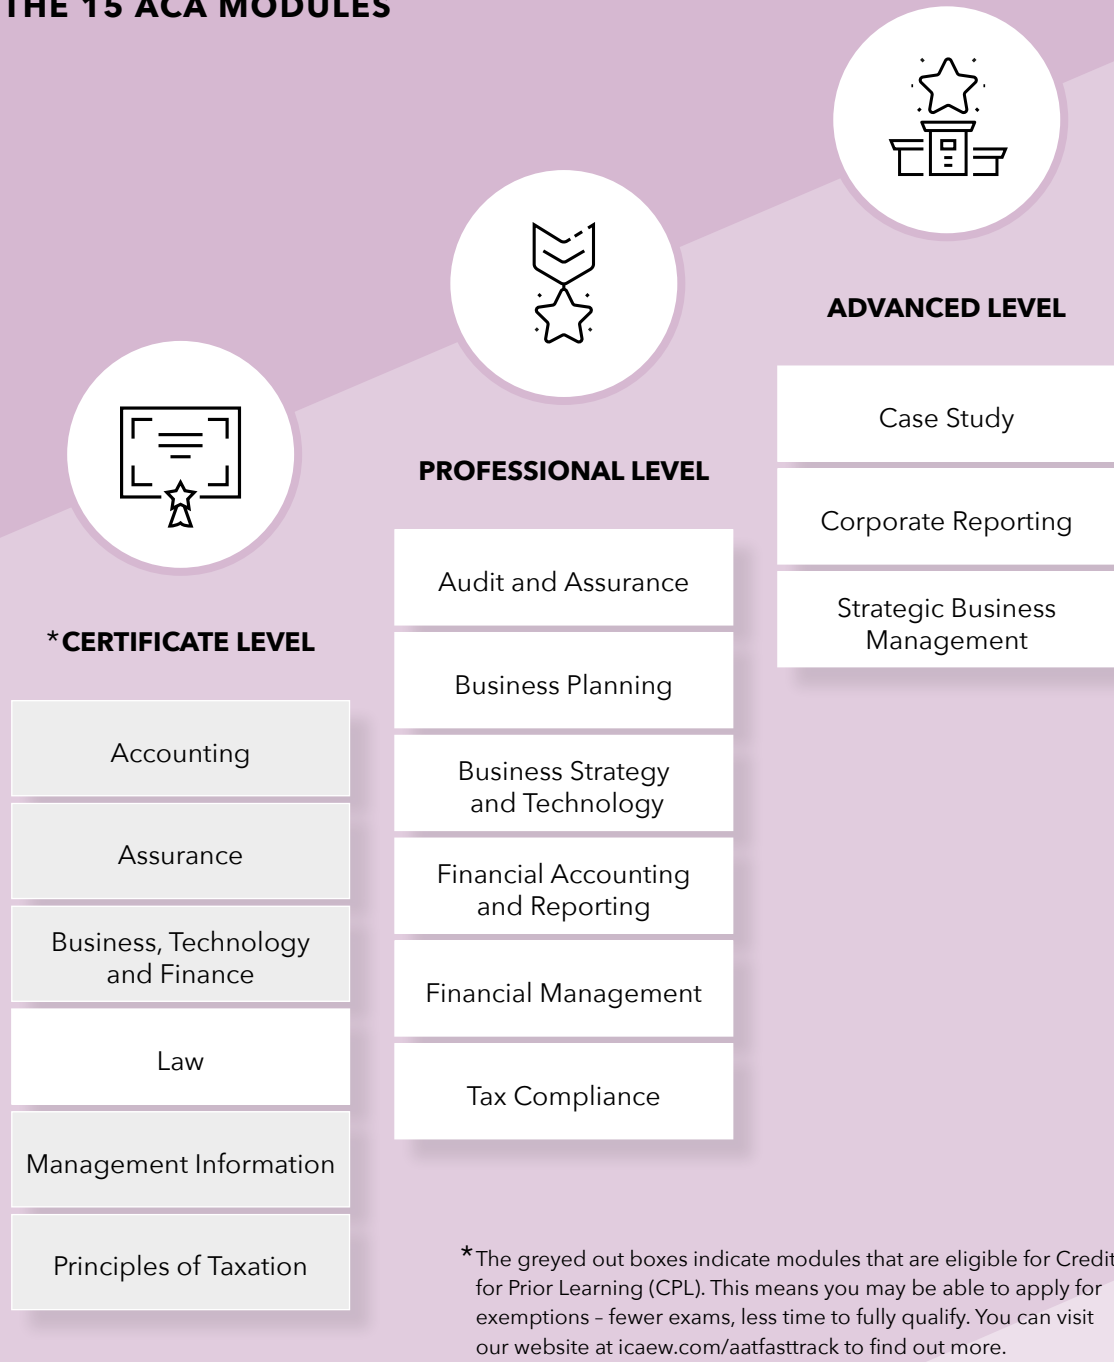 THE 15 ACA MODULES
*CERTIFICATE LEVEL
Accounting
Assurance
Business, Technology
and Finance
Law
Management Information
Principles of Taxation
PROFESSIONAL LEVEL
Audit and Assurance
Business Planning
Business Strategy
and Technology
Financial Accounting
and Reporting
Financial Management
Tax Compliance
ADVANCED LEVEL
Case Study
Corporate Reporting
Strategic Business
Management
*The greyed out boxes indicate modules that are eligible for Credit
for Prior Learning (CPL). This means you may be able to apply for
exemptions – fewer exams, less time to fully qualify. You can visit
our website at icaew.com/aatfasttrack to find out more.